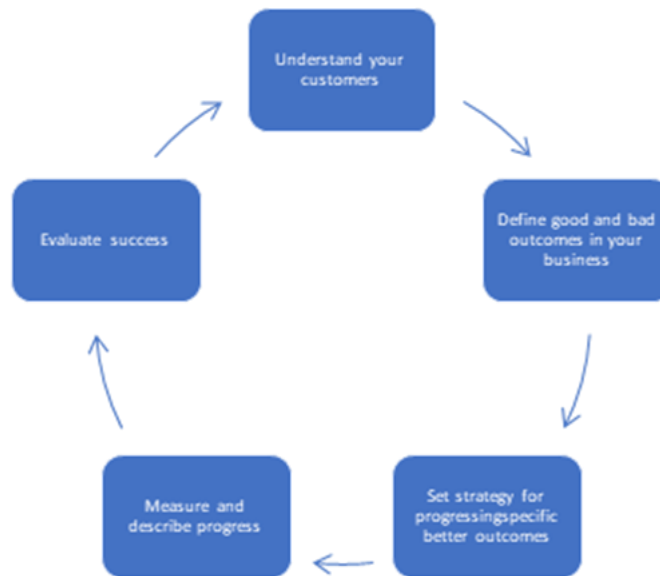 Understand your
customers
Define good and bad
outcomes in your
business
Set strategy for
progressingspecific
better outcomes
Measure and
describe progress
Evaluate success